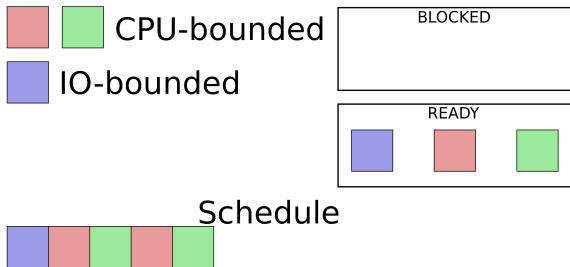 CPU-bounded
IO-bounded
BLOCKED
READY
Schedule